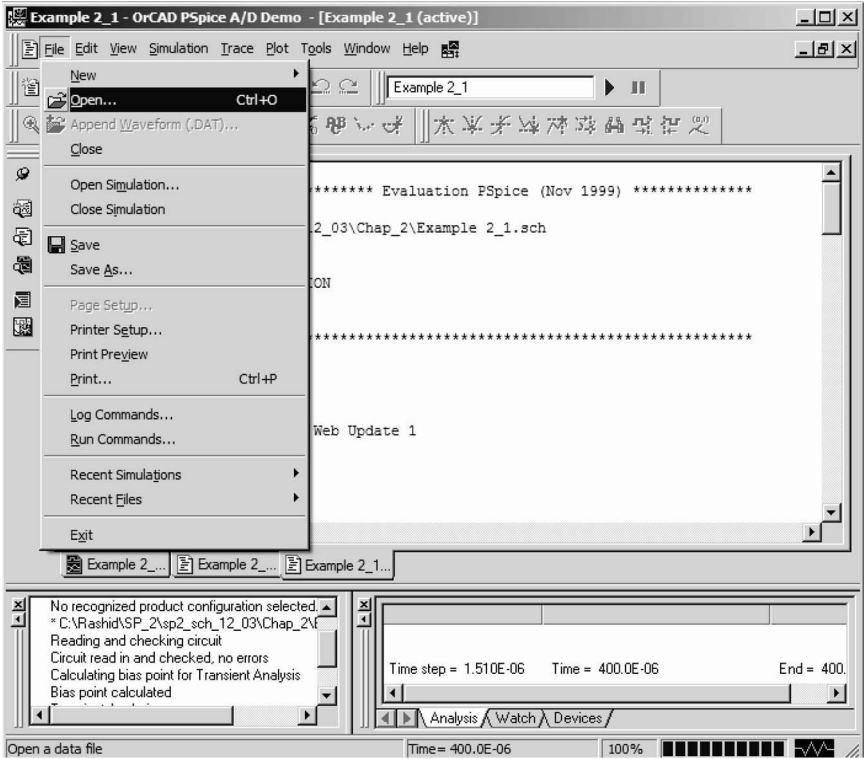 Example 2_1 - OrCAD PSpice A/D Demo - [Example 2_1 (active)]
File Edit View Simulation Trace Plot Tools Window Help
Example 2_1
New
Open... Ctrl+O
Append Waveform (.DAT)...
Close
Open Simulation...
Close Simulation
Save
Save As...
Page Setup...
Printer Setup...
Print Preview
Print... Ctrl+P
Log Commands...
Run Commands...
Recent Simulations
Recent Files
Exit
******* Evaluation PSpice (Nov 1999) **************
2_03\Chap_2\Example 2_1.sch
ION
Web Update 1
Example 2_... Example 2_... Example 2_1...
No recognized product configuration selected.
* C:\Rashid\SP_2\sp2_sch_12_03\Chap_2\
Reading and checking circuit
Circuit read in and checked, no errors
Calculating bias point for Transient Analysis
Bias point calculated
Time step = 1.510E-06 Time = 400.0E-06 End = 400.
Analysis Watch Devices
Open a data file Time= 400.0E-06 100%